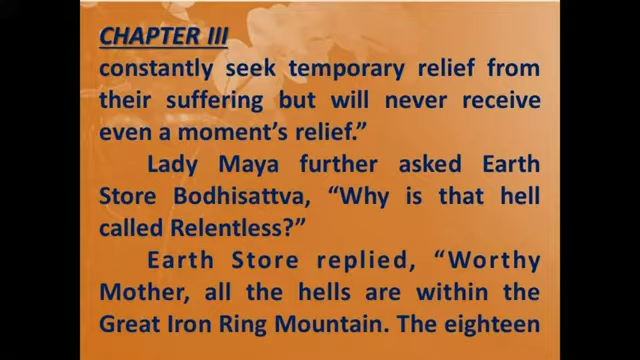 CHAPTER III
constantly seek temporary relief from
their suffering but will never receive
even a moment’s relief.”
Lady Maya further asked Earth
Store Bodhisattva, “Why is that hell
called Relentless?”
Earth Store replied, “Worthy
Mother, all the hells are within the
Great Iron Ring Mountain. The eighteen